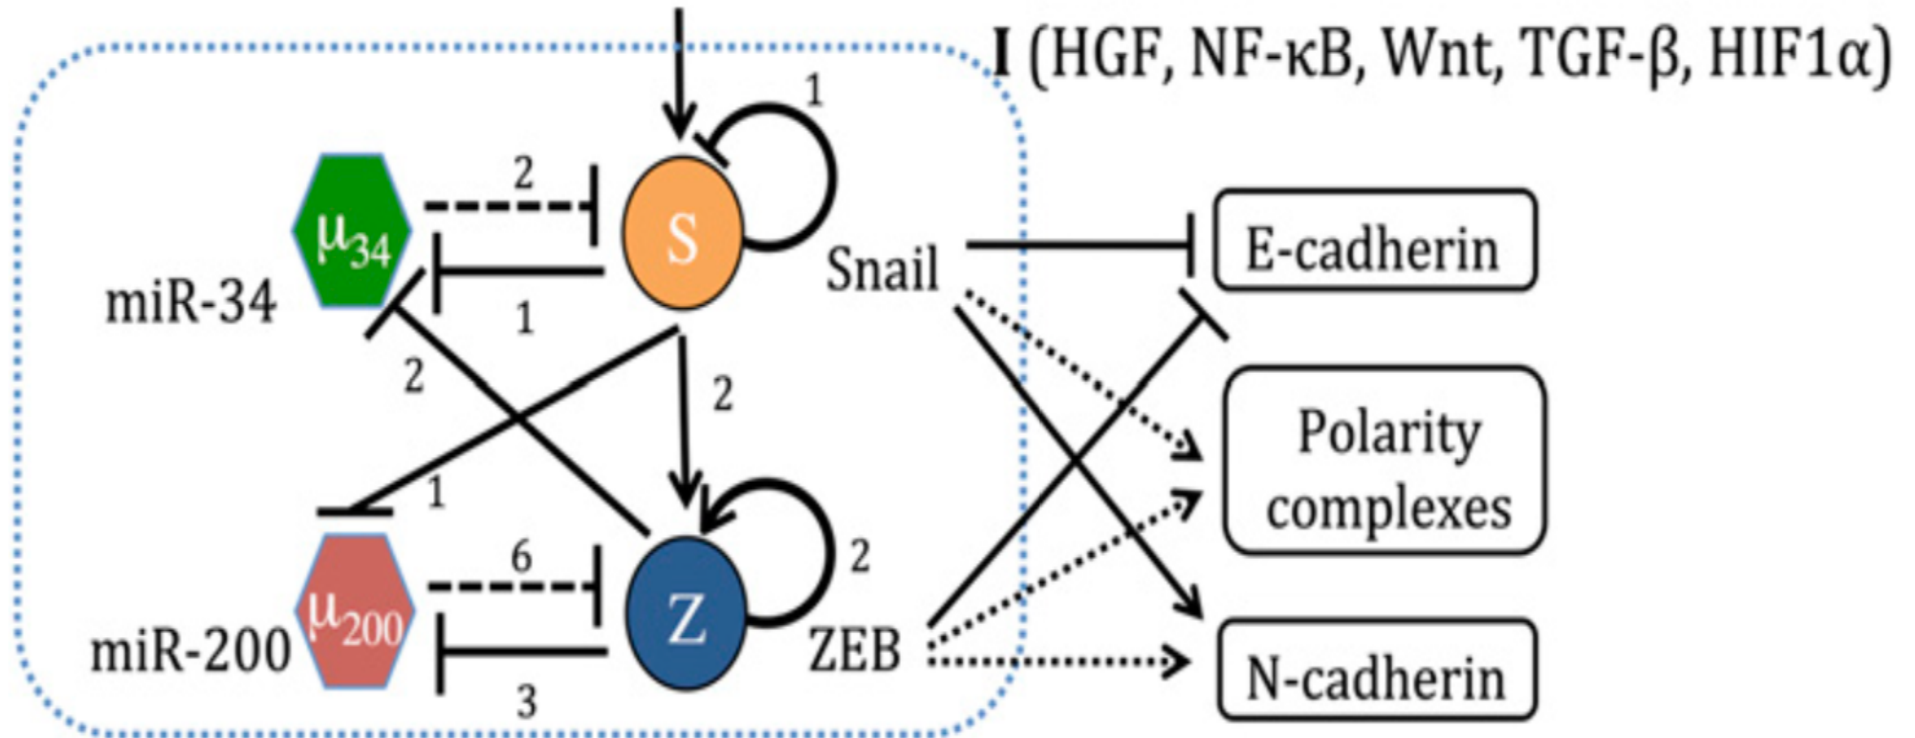 I (HGF, NF-κB, Wnt, TGF-β, HIF1α)
1
2
μ34
S
E-cadherin
Snail
miR-34
1
2
2
Polarity
complexes
1
6
2
μ200
Z
miR-200
ZEB
N-cadherin
3